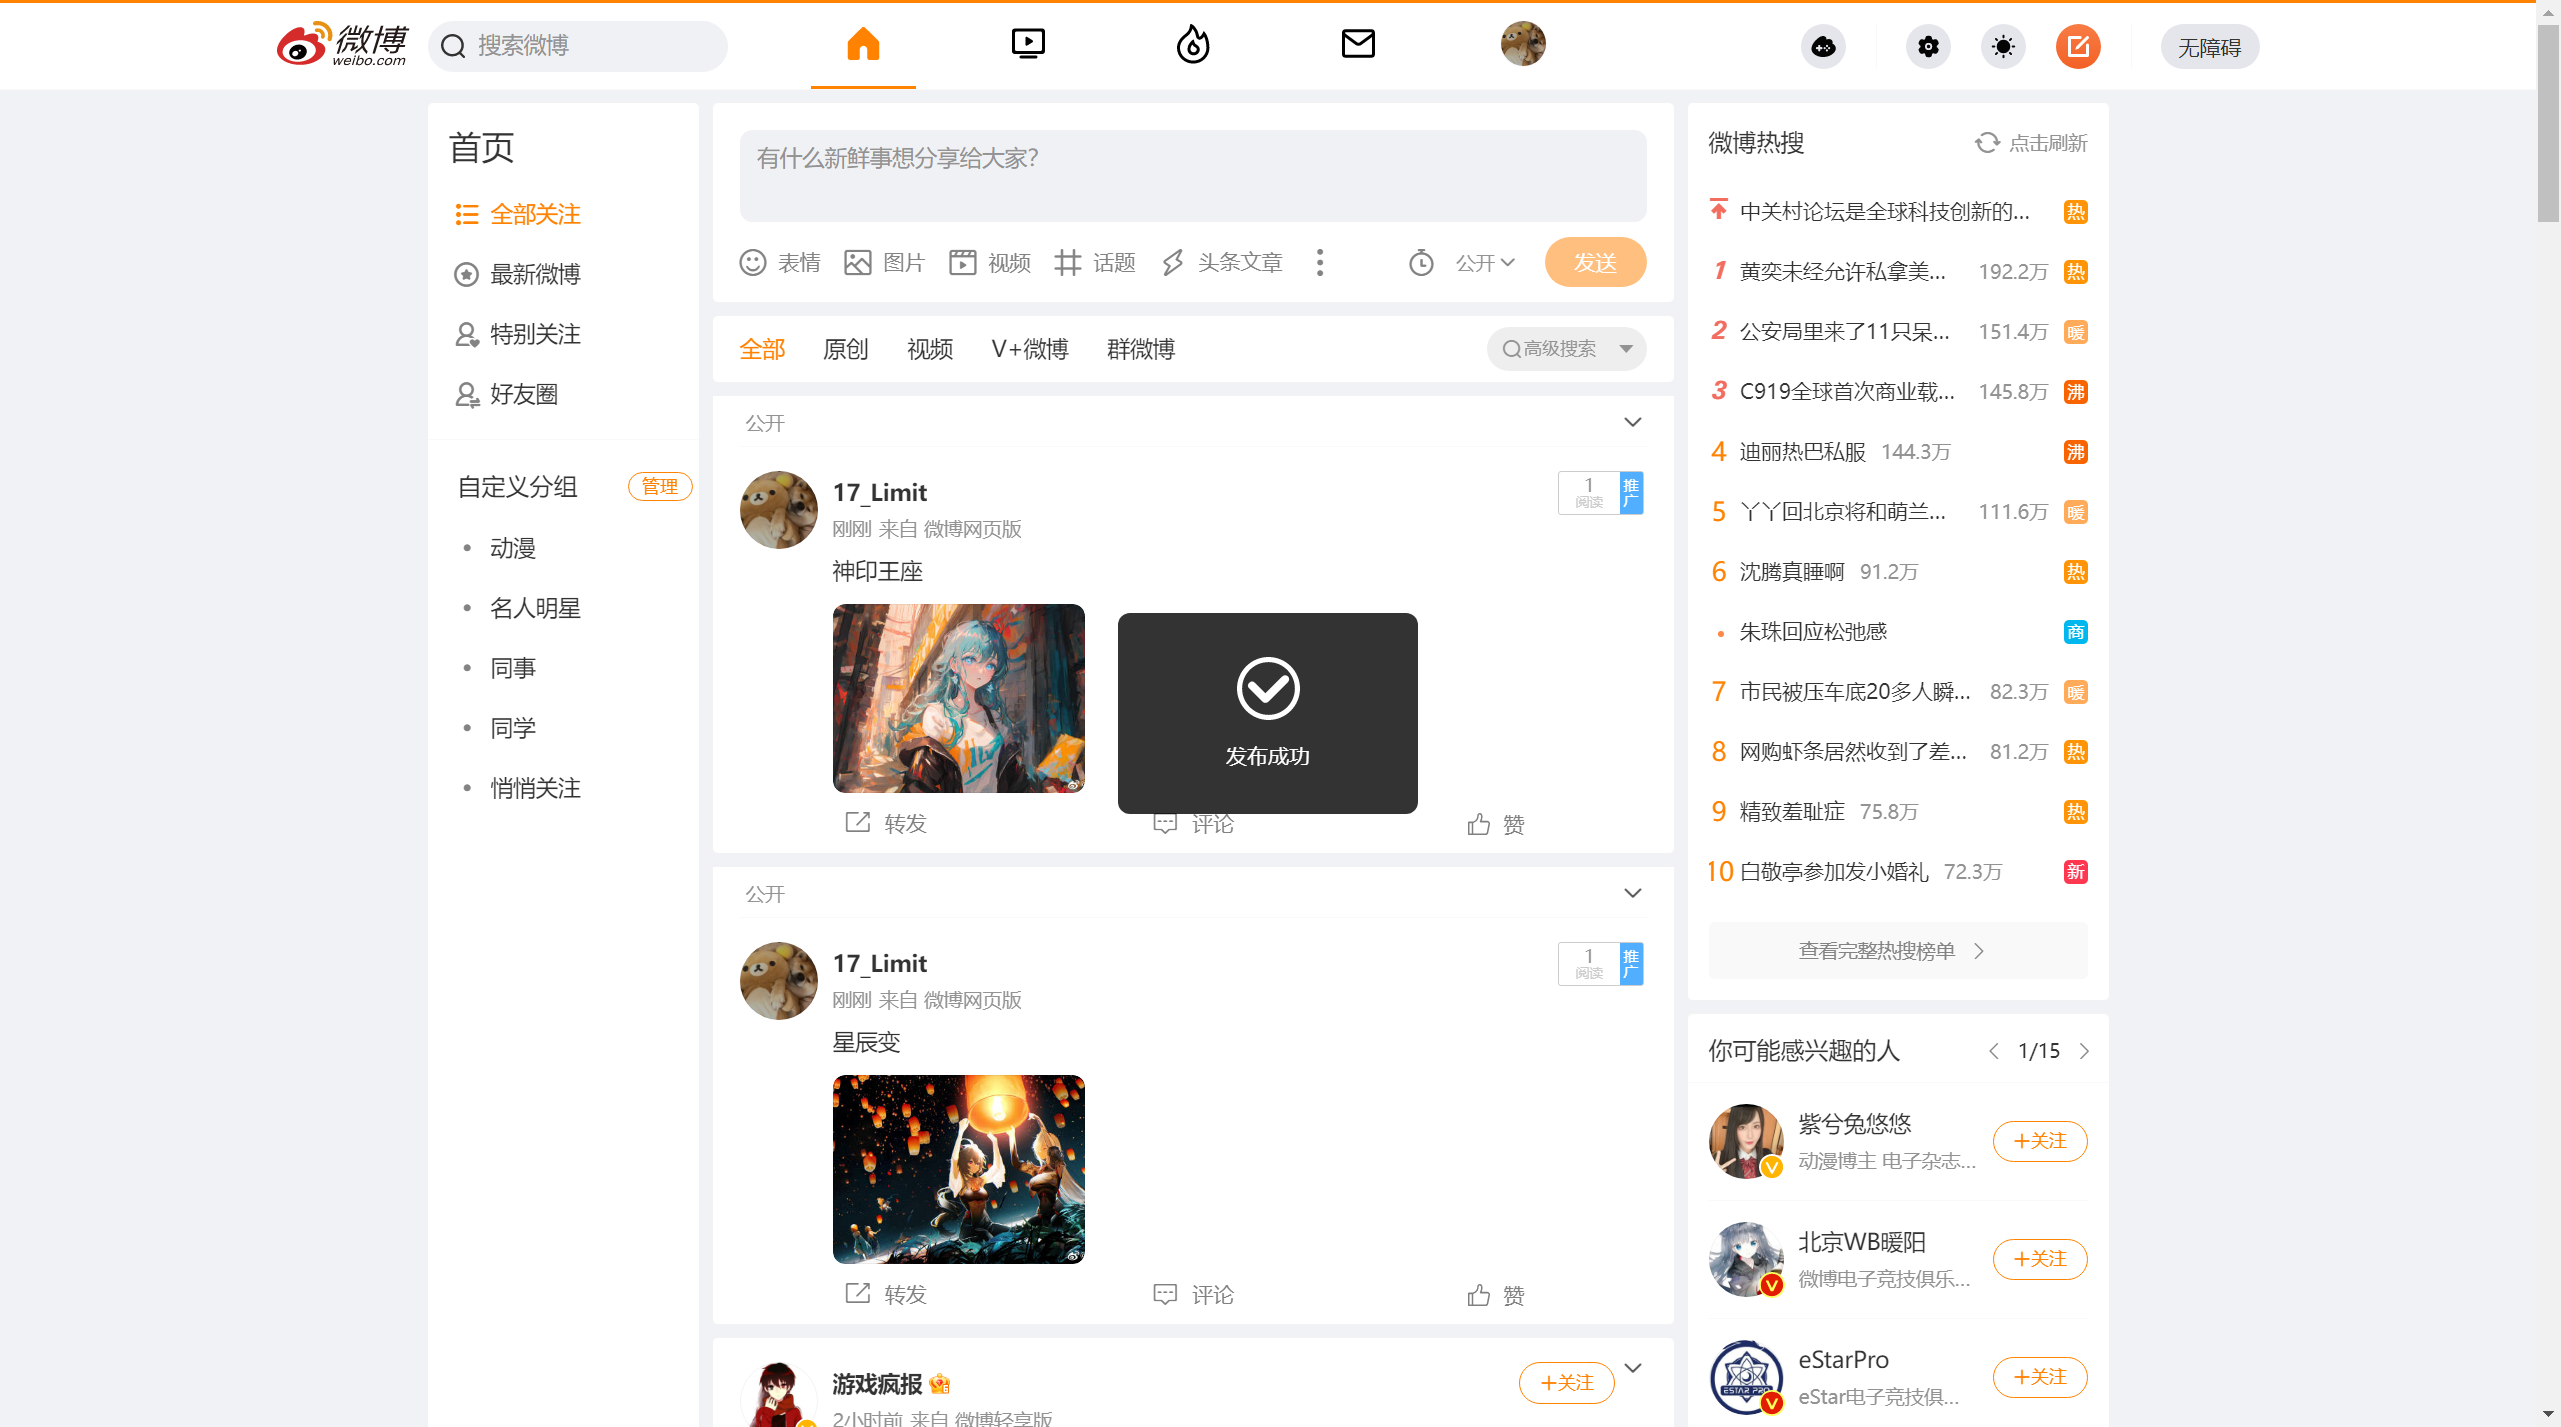 微博
weibo.com
搜索微博
无障碍
首页
全部关注
最新微博
特别关注
好友圈
自定义分组
管理
动漫
名人明星
同事
同学
悄悄关注
有什么新鲜事想分享给大家？
表情
图片
视频
话题
头条文章
公开
发送
全部
原创
视频
V+微博
群微博
高级搜索
公开
17_Limit
刚刚 来自 微博网页版
1
阅读
推广
神印王座
发布成功
转发
评论
赞
公开
17_Limit
刚刚 来自 微博网页版
1
阅读
推广
星辰变
转发
评论
赞
游戏疯报
+关注
2小时前 来自 微博轻享版
微博热搜
点击刷新
中关村论坛是全球科技创新的... 热
1 黄奕未经允许私拿美... 192.2万 热
2 公安局里来了11只呆... 151.4万 暖
3 C919全球首次商业载... 145.8万 沸
4 迪丽热巴私服 144.3万 沸
5 丫丫回北京将和萌兰... 111.6万 暖
6 沈腾真睡啊 91.2万 热
朱珠回应松弛感 商
7 市民被压车底20多人瞬... 82.3万 暖
8 网购虾条居然收到了差... 81.2万 热
9 精致羞耻症 75.8万 热
10 白敬亭参加发小婚礼 72.3万 新
查看完整热搜榜单
你可能感兴趣的人
1/15
紫兮兔悠悠
动漫博主 电子杂志...
+关注
北京WB暖阳
微博电子竞技俱乐...
+关注
ESTAR PRO
eStarPro
eStar电子竞技俱...
+关注